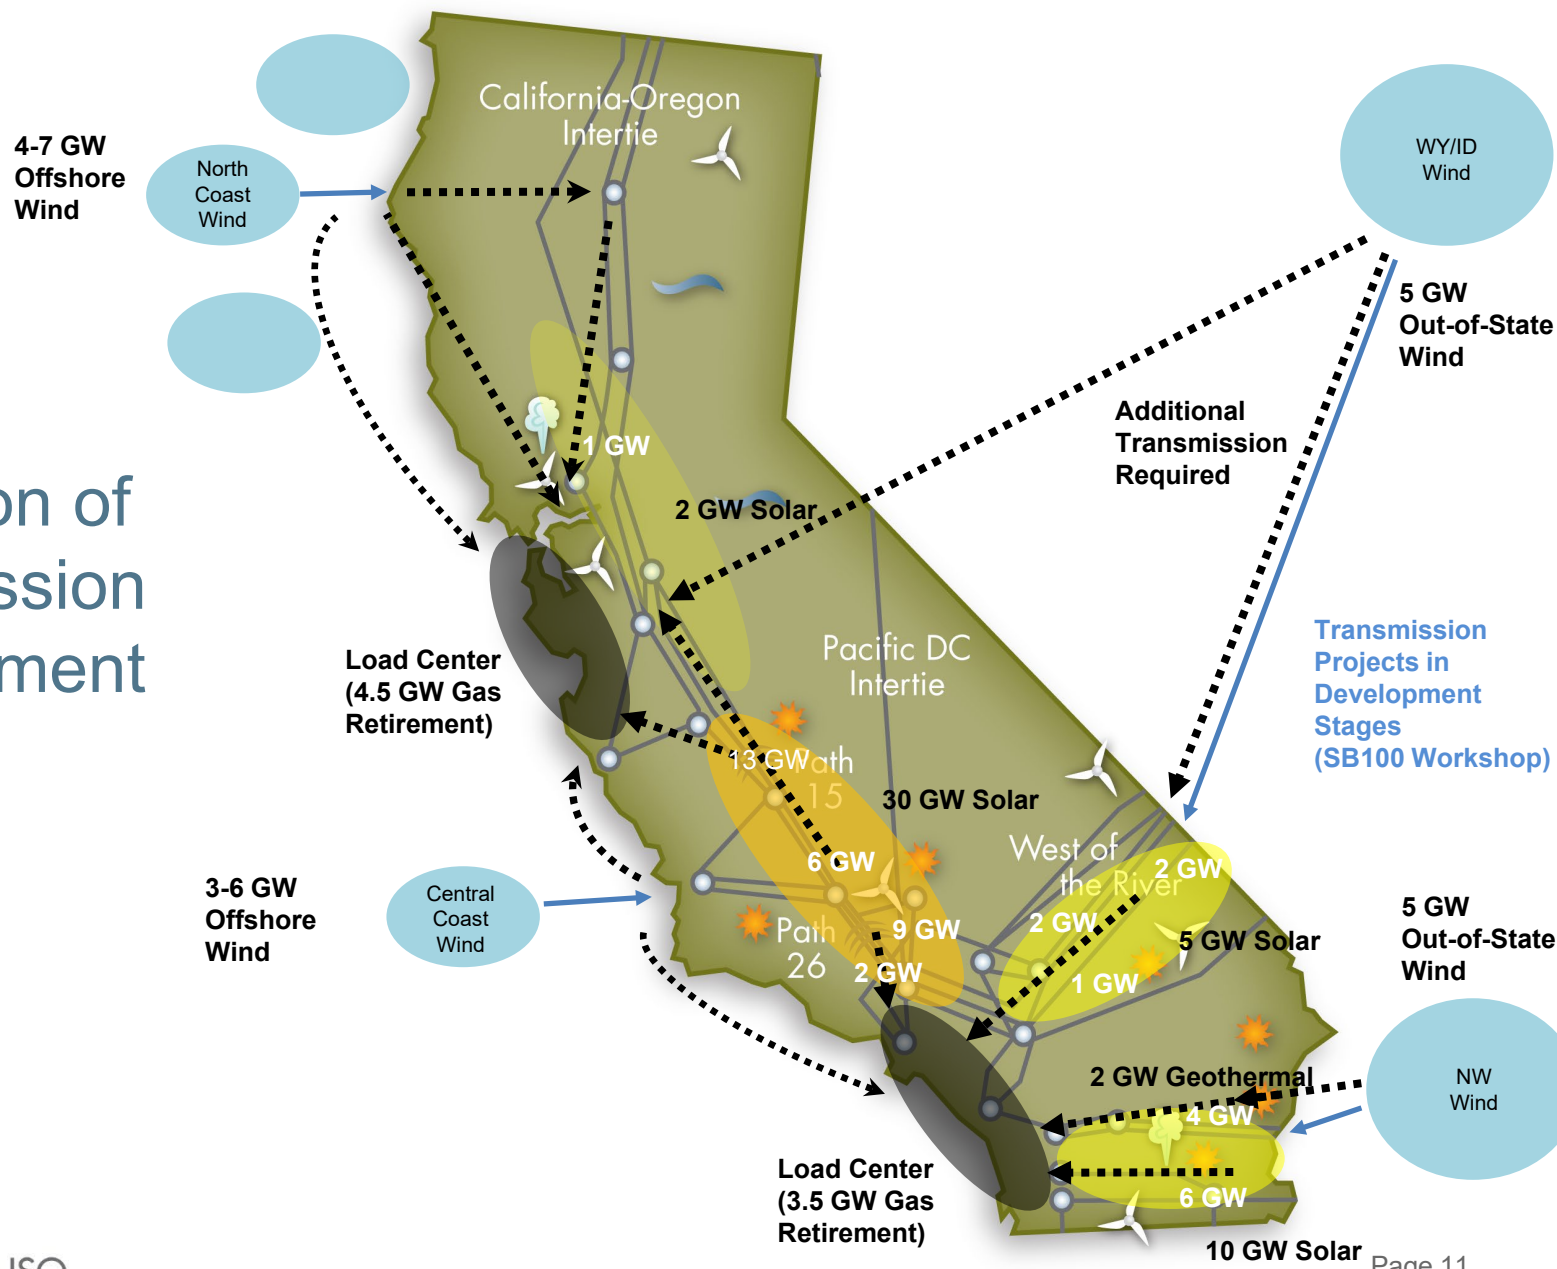 California-Oregon
Intertie
4-7 GW
Offshore
Wind
North
Coast
Wind
WY/ID
Wind
5 GW
Out-of-State
Wind
Additional
Transmission
Required
1 GW
2 GW Solar
on of
ssion
ment
Load Center
(4.5 GW Gas
Retirement)
Pacific DC
Intertie
Transmission
Projects in
Development
Stages
(SB100 Workshop)
13 GW
Path
15
30 GW Solar
6 GW
West of
the River
2 GW
2 GW
1 GW
5 GW Solar
3-6 GW
Offshore
Wind
Central
Coast
Wind
Path
26
9 GW
2 GW
5 GW
Out-of-State
Wind
NW
Wind
2 GW Geothermal
4 GW
6 GW
Load Center
(3.5 GW Gas
Retirement)
10 GW Solar
ISO
Page 11